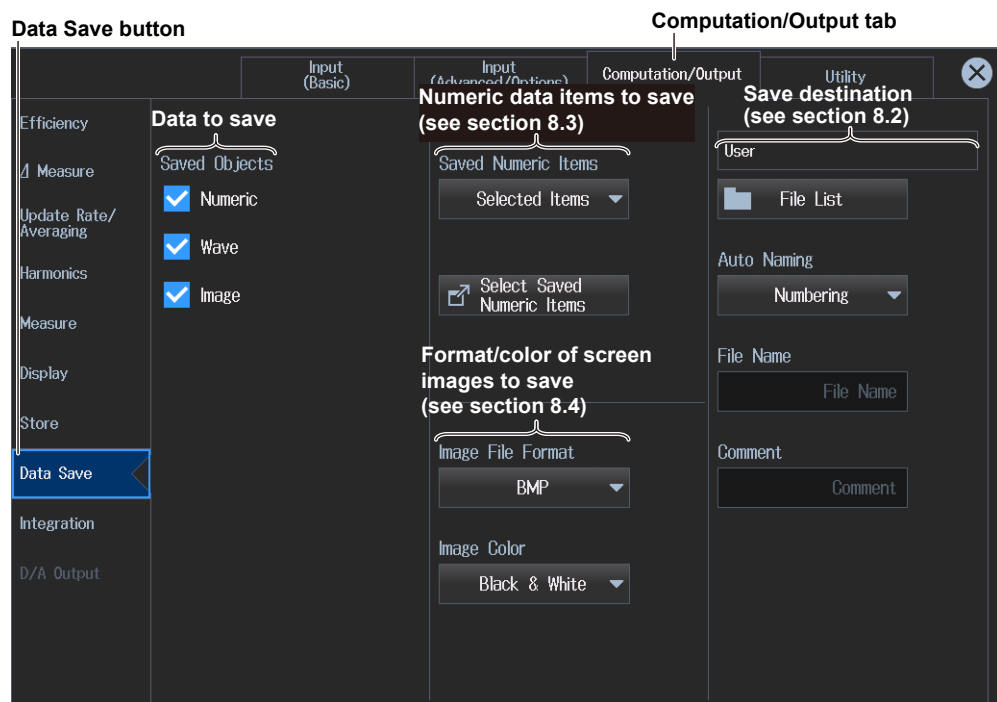 Data Save button
Computation/Output tab
Input
(Basic)
Input
(Advanced/Options)
Computation/Output
Utility
Numeric data items to save
(see section 8.3)
Save destination
(see section 8.2)
Data to save
Efficiency
⊿ Measure
Update Rate/
Averaging
Harmonics
Measure
Display
Store
Data Save
Integration
D/A Output
Saved Objects
Numeric
Wave
Image
Saved Numeric Items
Selected Items
Select Saved
Numeric Items
Format/color of screen
images to save
(see section 8.4)
Image File Format
BMP
Image Color
Black & White
User
File List
Auto Naming
Numbering
File Name
File Name
Comment
Comment